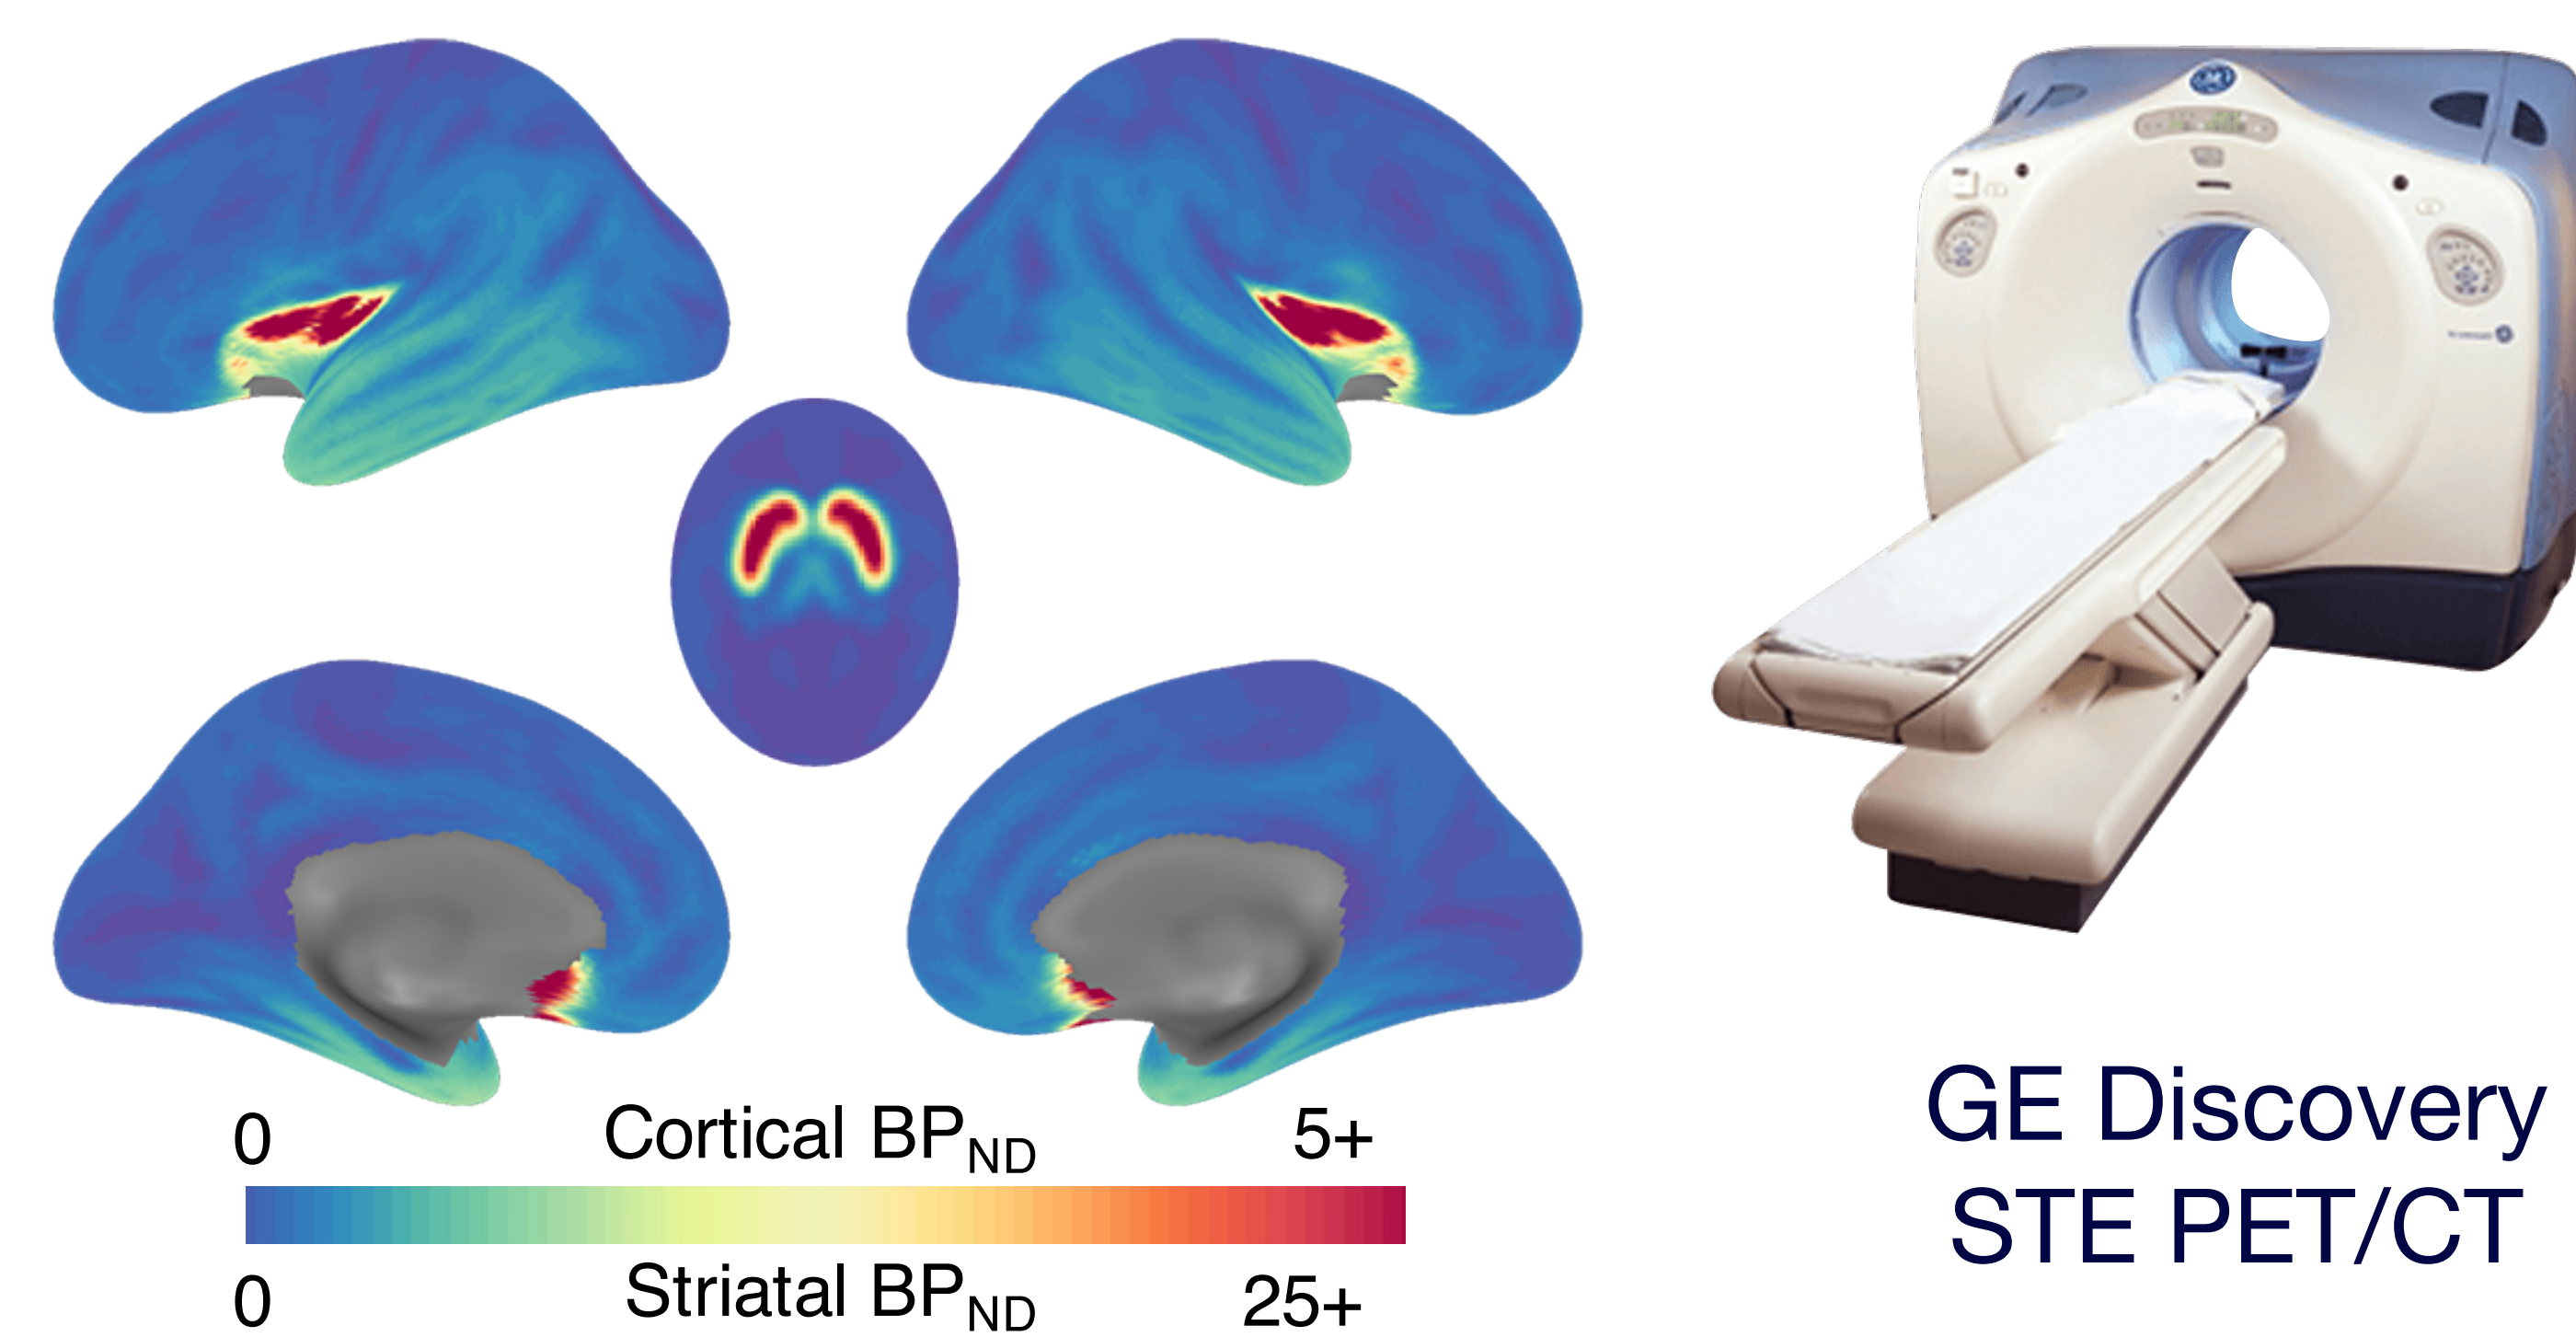 0 Cortical BPND 5+
0 Striatal BPND 25+
GE Discovery
STE PET/CT